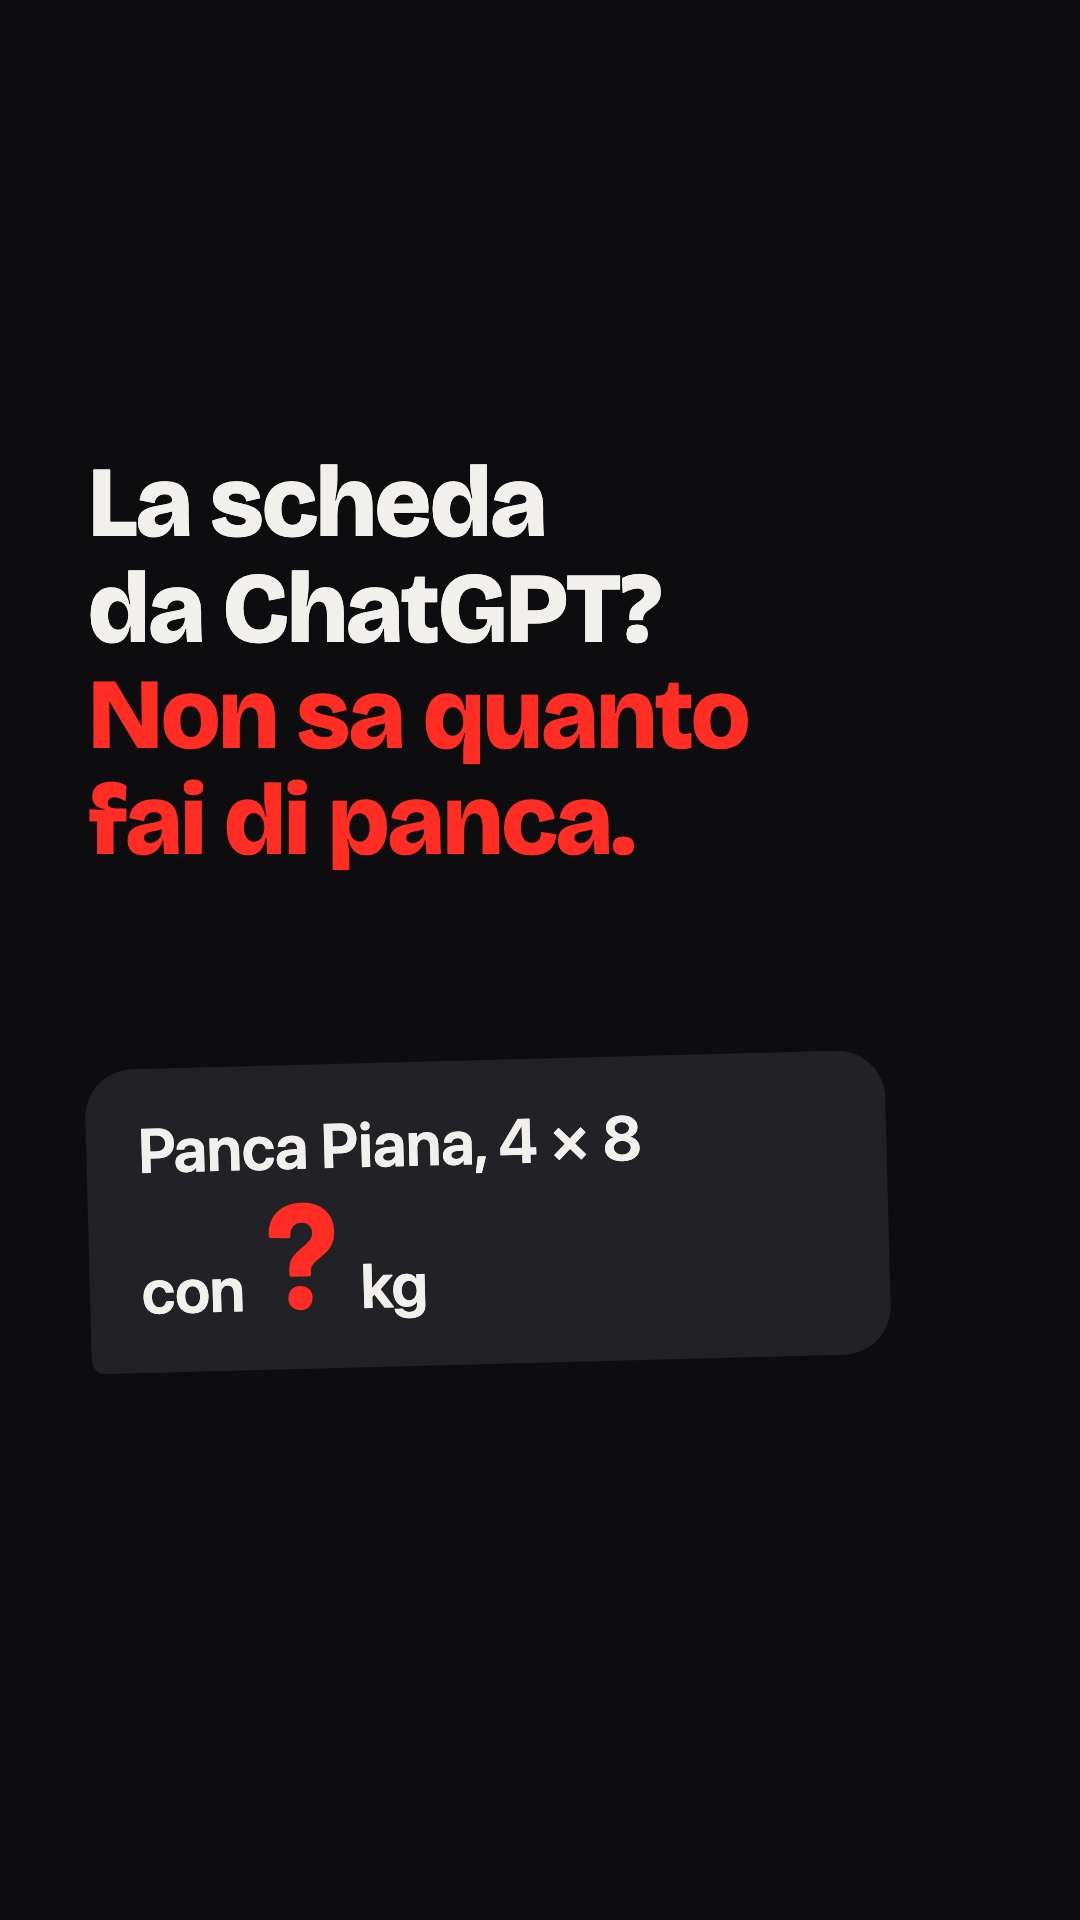 La scheda
da ChatGPT?
Non sa quanto
fai di panca.
Panca Piana, 4 × 8
con ? kg